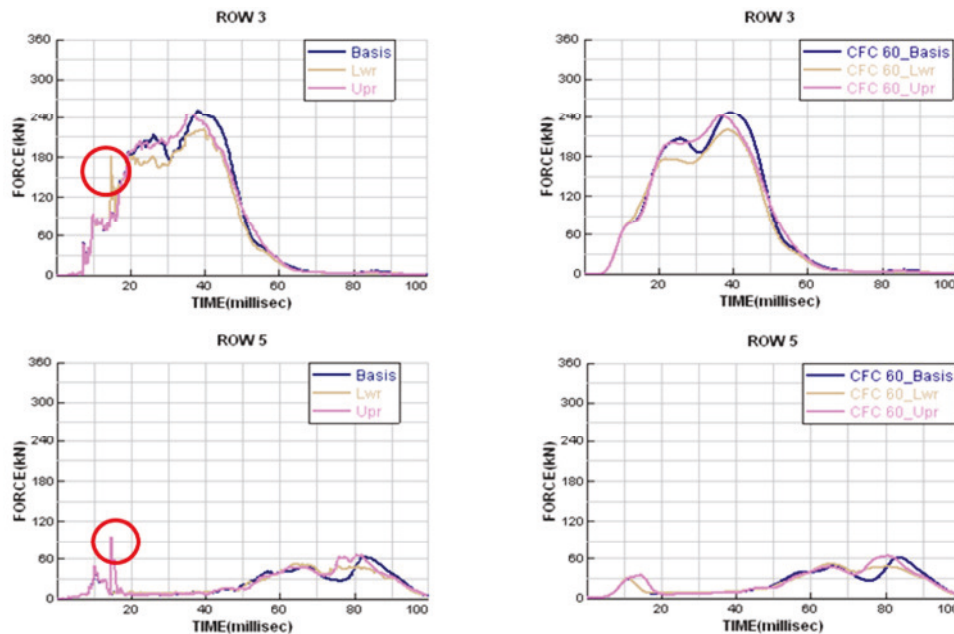 ROW 3
360
300
240
180
120
60
0
FORCE(kN)
Basis
Lwr
Upr
20
40
60
80
100
TIME(millisec)
ROW 3
360
300
240
180
120
60
0
FORCE(kN)
CFC 60_Basis
CFC 60_Lwr
CFC 60_Upr
20
40
60
80
100
TIME(millisec)
ROW 5
360
300
240
180
120
60
0
FORCE(kN)
Basis
Lwr
Upr
20
40
60
80
100
TIME(millisec)
ROW 5
360
300
240
180
120
60
0
FORCE(kN)
CFC 60_Basis
CFC 60_Lwr
CFC 60_Upr
20
40
60
80
100
TIME(millisec)